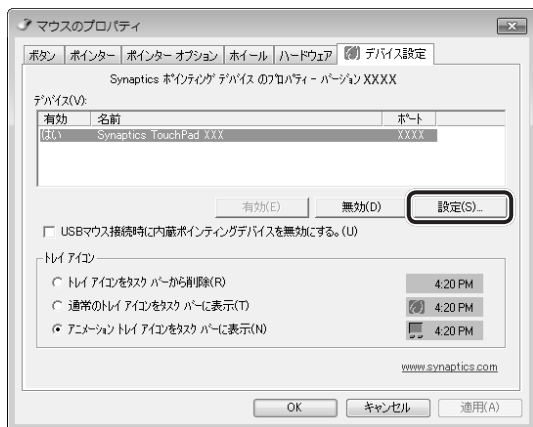 マウスのプロパティ
ボタン ポインター ポインター オプション ホイール ハードウェア デバイス設定
Synaptics ポインティング デバイス のプロパティ - バージョン XXXX
デバイス(V):
有効 名前 ポート
はい Synaptics TouchPad XXX XXXX
有効(E) 無効(D) 設定(S)...
USBマウス接続時に内蔵ポインティングデバイスを無効にする。(U)
トレイ アイコン
トレイ アイコンをタスク バーから削除(R) 4:20 PM
通常のトレイ アイコンをタスク バーに表示(T) 4:20 PM
アニメーション トレイ アイコンをタスク バーに表示(N) 4:20 PM
www.synaptics.com
OK キャンセル 適用(A)